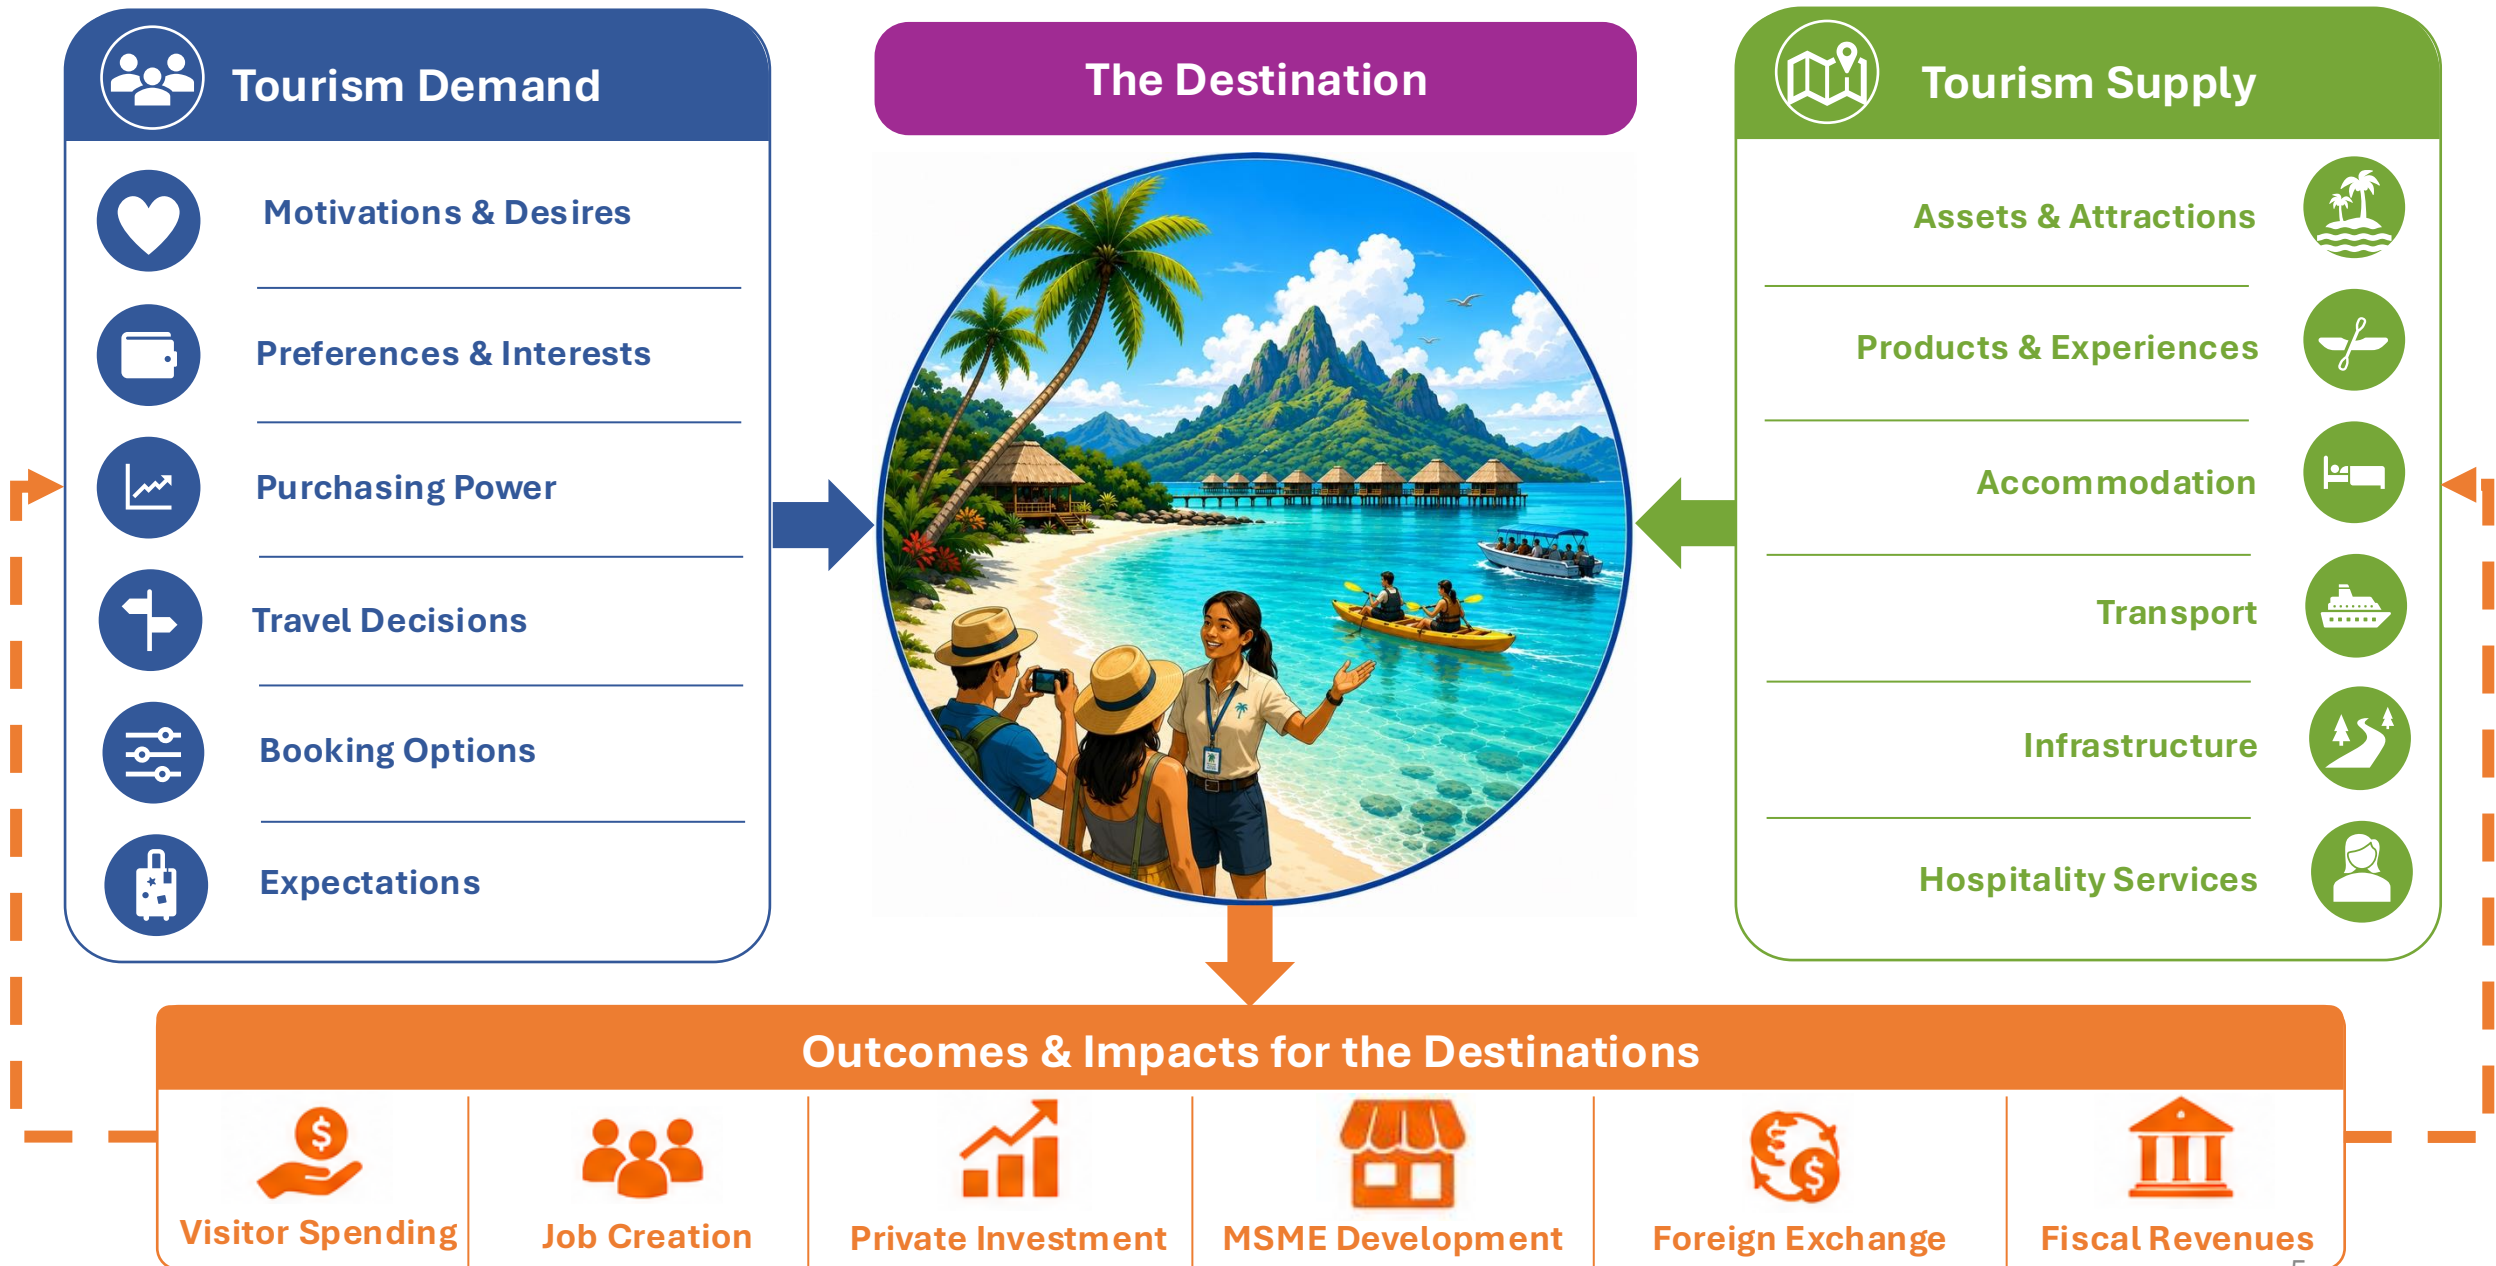 Tourism Demand
Motivations & Desires
Preferences & Interests
Purchasing Power
Travel Decisions
Booking Options
Expectations
The Destination
Tourism Supply
Assets & Attractions
Products & Experiences
Accommodation
Transport
Infrastructure
Hospitality Services
Outcomes & Impacts for the Destinations
Visitor Spending
Job Creation
Private Investment
MSME Development
Foreign Exchange
Fiscal Revenues